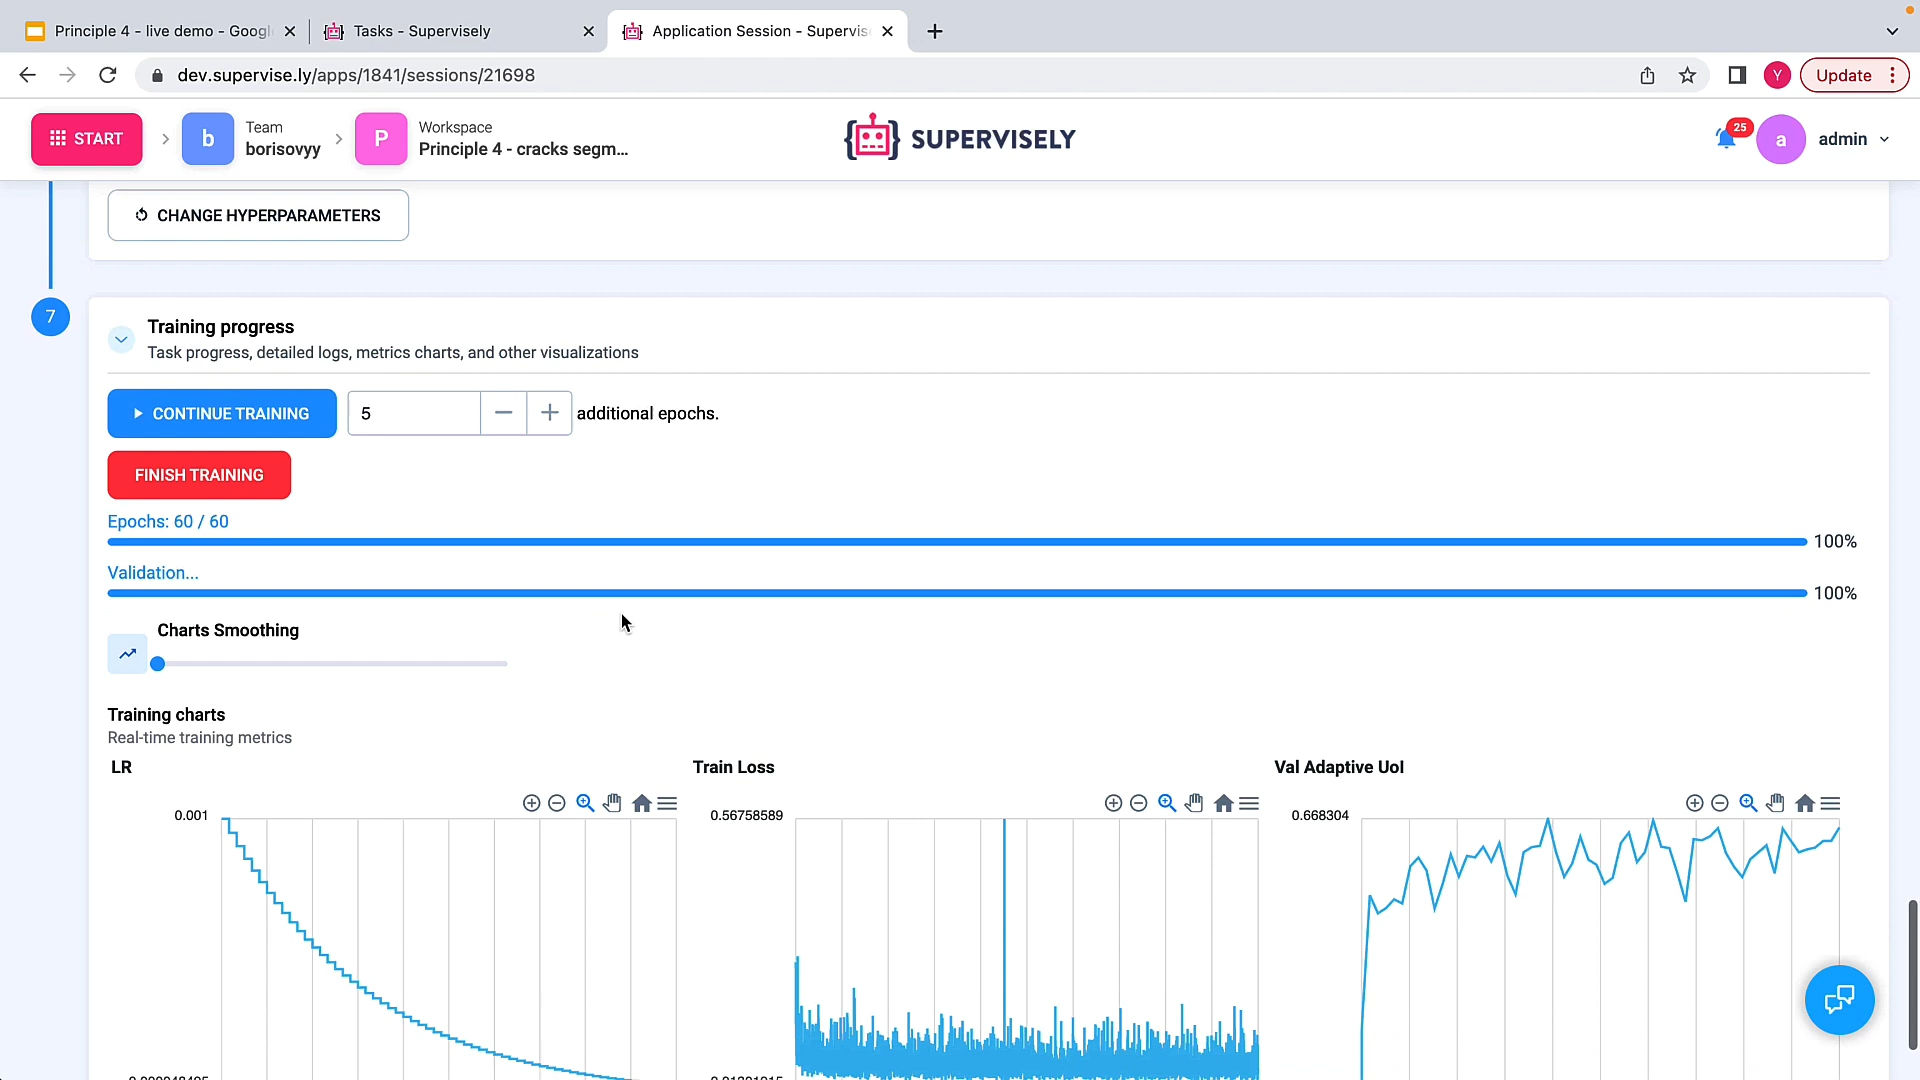 Principle 4 - live demo - Googl
Tasks - Supervisely
Application Session - Supervis
dev.supervise.ly/apps/1841/sessions/21698
Y
Update
START
b
Team
borisovyy
P
Workspace
Principle 4 - cracks segm...
SUPERVISELY
25
a
admin
CHANGE HYPERPARAMETERS
7
Training progress
Task progress, detailed logs, metrics charts, and other visualizations
CONTINUE TRAINING
5
additional epochs.
FINISH TRAINING
Epochs: 60 / 60
100%
Validation...
100%
Charts Smoothing
Training charts
Real-time training metrics
LR
Train Loss
Val Adaptive UoI
0.001
0.56758589
0.668304